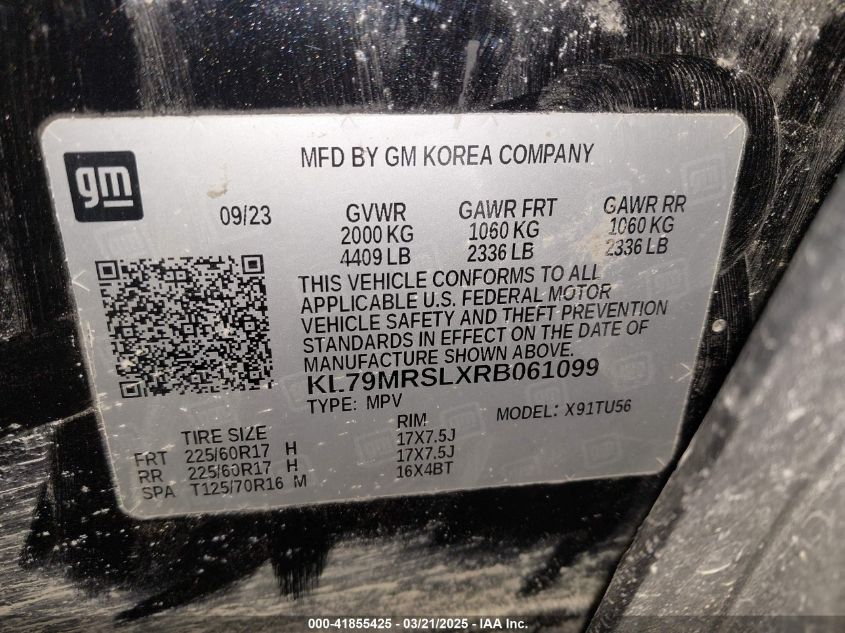 gm
MFD BY GM KOREA COMPANY
09/23
GVWR
2000 KG
4409 LB
GAWR FRT
1060 KG
2336 LB
GAWR RR
1060 KG
2336 LB
THIS VEHICLE CONFORMS TO ALL
APPLICABLE U.S. FEDERAL MOTOR
VEHICLE SAFETY AND THEFT PREVENTION
STANDARDS IN EFFECT ON THE DATE OF
MANUFACTURE SHOWN ABOVE.
KL79MRSLXRB061099
TYPE: MPV MODEL: X91TU56
TIRE SIZE RIM
FRT 225/60R17 H 17X7.5J
RR 225/60R17 H 17X7.5J
SPA T125/70R16 M 16X4BT
000-41855425 - 03/21/2025 - IAA Inc.